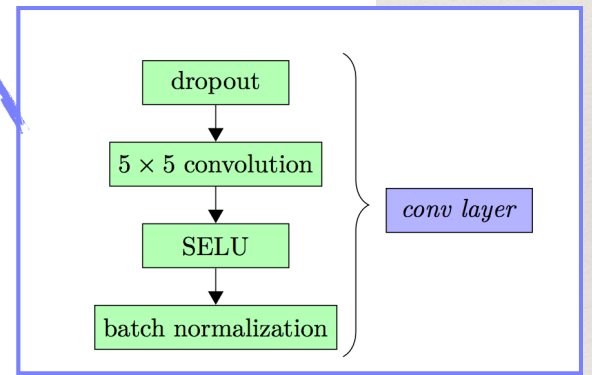 dropout
5 × 5 convolution
SELU
conv layer
batch normalization